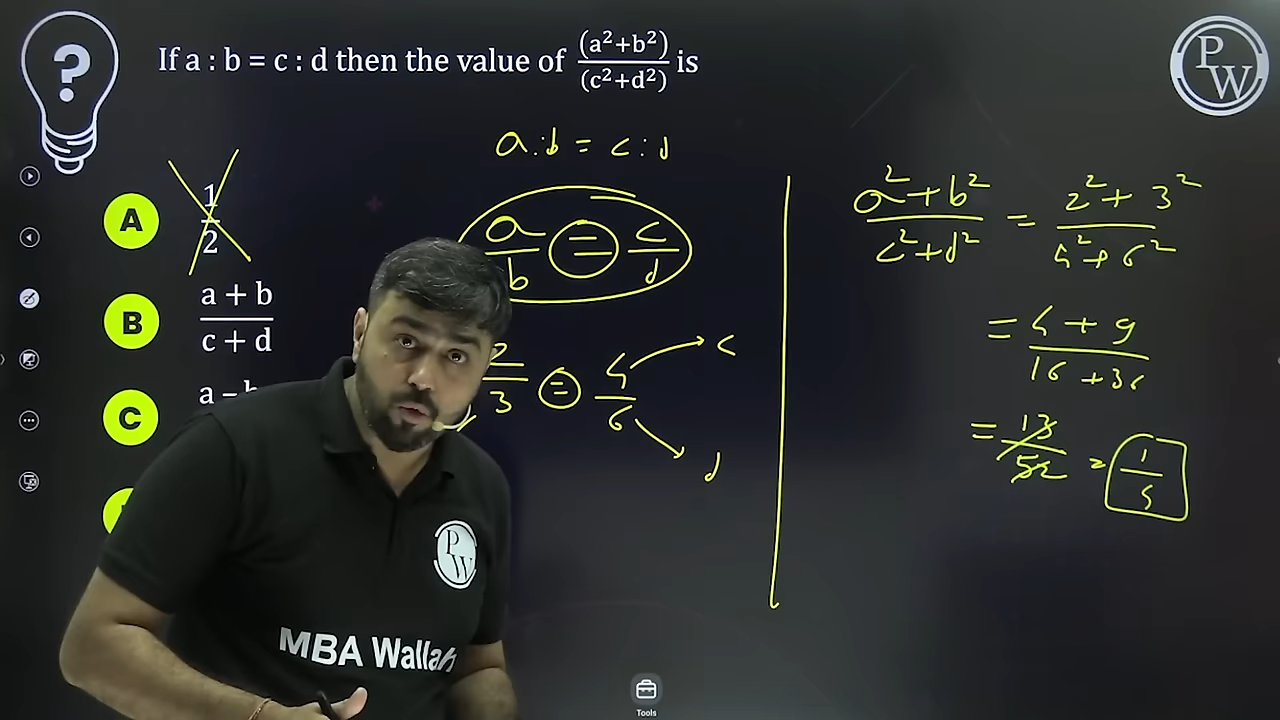 If a : b = c : d then the value of (a²+b²)/(c²+d²) is
PW
A
1/2
B
a + b/c + d
C
a –
a:b = c:d
a/b = c/d
3 = 4/6
c
d
a²+b²/c²+d² = 2²+3²/4²+6²
= 4+9/16+36
= 13/52 = 1/4
PW
MBA Wallah
Tools